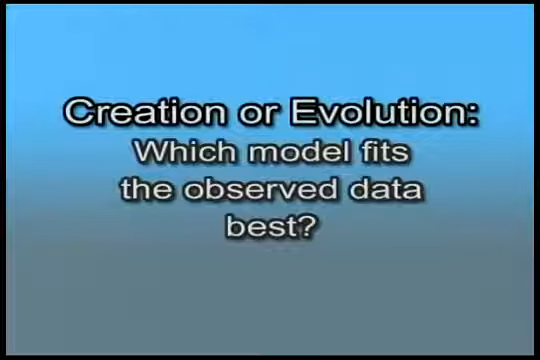 Creation or Evolution:
Which model fits
the observed data
best?